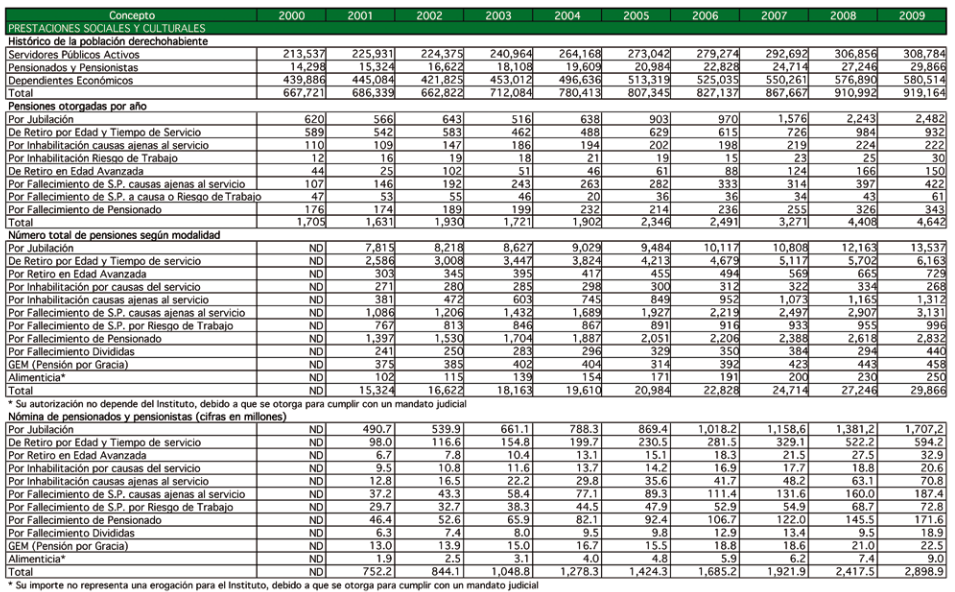 Concepto 2000 2001 2002 2003 2004 2005 2006 2007 2008 2009
PRESTACIONES SOCIALES Y CULTURALES
Histórico de la población derechohabiente
Servidores Públicos Activos 213,537 225,931 224,375 240,964 264,168 273,042 279,274 292,692 306,856 308,784
Pensionados y Pensionistas 14,298 15,324 16,622 18,108 19,609 20,984 22,828 24,714 27,246 29,866
Dependientes Económicos 439,886 445,084 421,825 453,012 496,636 513,319 525,035 550,261 576,890 580,514
Total 667,721 686,339 662,822 712,084 780,413 807,345 827,137 867,667 910,992 919,164
Pensiones otorgadas por año
Por Jubilación 620 566 643 516 638 903 970 1,576 2,243 2,482
De Retiro por Edad y Tiempo de Servicio 589 542 583 462 488 629 615 726 984 932
Por Inhabilitación causas ajenas al servicio 110 109 147 186 194 202 198 219 224 222
Por Inhabilitación Riesgo de Trabajo 12 16 19 18 21 19 15 23 25 30
De Retiro en Edad Avanzada 44 25 102 51 46 61 88 124 166 150
Por Fallecimiento de S.P. causas ajenas al servicio 107 146 192 243 263 282 333 314 397 422
Por Fallecimiento de S.P. a causa o Riesgo de Trabajo 47 53 55 46 20 36 36 34 43 61
Por Fallecimiento de Pensionado 176 174 189 199 232 214 236 255 326 343
Total 1,705 1,631 1,930 1,721 1,902 2,346 2,491 3,271 4,408 4,642
Número total de pensiones según modalidad
Por Jubilación ND 7,815 8,218 8,627 9,029 9,484 10,117 10,808 12,163 13,537
De Retiro por Edad y Tiempo de servicio ND 2,586 3,008 3,447 3,824 4,213 4,679 5,117 5,702 6,163
Por Retiro en Edad Avanzada ND 303 345 395 417 455 494 569 665 729
Por Inhabilitación por causas del servicio ND 271 280 285 298 300 312 322 334 268
Por Inhabilitación causas ajenas al servicio ND 381 472 603 745 849 952 1,073 1,165 1,312
Por Fallecimiento de S.P. causas ajenas al servicio ND 1,086 1,206 1,432 1,689 1,927 2,219 2,497 2,907 3,131
Por Fallecimiento de S.P. por Riesgo de Trabajo ND 767 813 846 867 891 916 933 955 996
Por Fallecimiento de Pensionado ND 1,397 1,530 1,704 1,887 2,051 2,206 2,388 2,618 2,832
Por Fallecimiento Divididas ND 241 250 283 296 329 350 384 294 440
GEM (Pensión por Gracia) ND 375 385 402 404 314 392 423 443 458
Alimenticia* ND 102 115 139 154 171 191 200 230 250
Total ND 15,324 16,622 18,163 19,610 20,984 22,828 24,714 27,246 29,866
* Su autorización no depende del Instituto, debido a que se otorga para cumplir con un mandato judicial
Nómina de pensionados y pensionistas (cifras en millones)
Por Jubilación ND 490.7 539.9 661.1 788.3 869.4 1,018.2 1,158,6 1,381,2 1,707,2
De Retiro por Edad y Tiempo de servicio ND 98.0 116.6 154.8 199.7 230.5 281.5 329.1 522.2 594.2
Por Retiro en Edad Avanzada ND 6.7 7.8 10.4 13.1 15.1 18.3 21.5 27.5 32.9
Por Inhabilitación por causas del servicio ND 9.5 10.8 11.6 13.7 14.2 16.9 17.7 18.8 20.6
Por Inhabilitación causas ajenas al servicio ND 12.8 16.5 22.2 29.8 35.6 41.7 48.2 63.1 70.8
Por Fallecimiento de S.P. causas ajenas al servicio ND 37.2 43.3 58.4 77.1 89.3 111.4 131.6 160.0 187.4
Por Fallecimiento de S.P. por Riesgo de Trabajo ND 29.7 32.7 38.3 44.5 47.9 52.9 54.9 68.7 72.8
Por Fallecimiento de Pensionado ND 46.4 52.6 65.9 82.1 92.4 106.7 122.0 145.5 171.6
Por Fallecimiento Divididas ND 6.3 7.4 8.0 9.5 9.8 12.9 13.4 9.5 18.9
GEM (Pensión por Gracia) ND 13.0 13.9 15.0 16.7 15.5 18.8 18.6 21.0 22.5
Alimenticia* ND 1.9 2.5 3.1 4.0 4.8 5.9 6.2 7.4 9.0
Total ND 752.2 844.1 1,048.8 1,278.3 1,424.3 1,685.2 1,921.9 2,417.5 2,898.9
* Su importe no representa una erogación para el Instituto, debido a que se otorga para cumplir con un mandato judicial